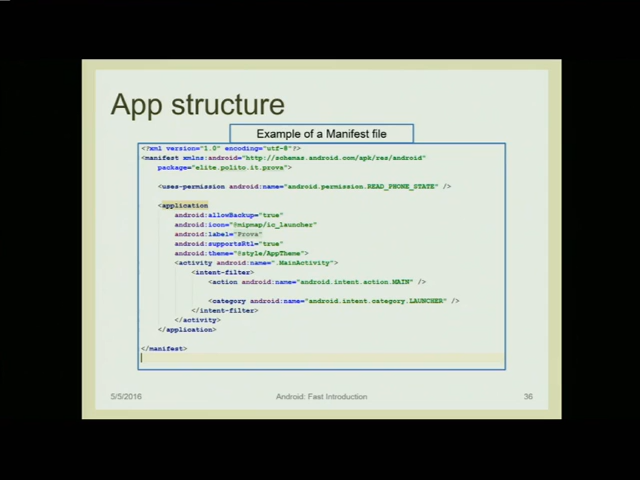 App structure
Example of a Manifest file
<?xml version="1.0" encoding="utf-8"?>
<manifest xmlns:android="http://schemas.android.com/apk/res/android"
package="elite.polito.it.prova">
<uses-permission android:name="android.permission.READ_PHONE_STATE" />
<application
android:allowBackup="true"
android:icon="@mipmap/ic_launcher"
android:label="Prova"
android:supportsRtl="true"
android:theme="@style/AppTheme">
<activity android:name=".MainActivity">
<intent-filter>
<action android:name="android.intent.action.MAIN" />
<category android:name="android.intent.category.LAUNCHER" />
</intent-filter>
</activity>
</application>
</manifest>
5/5/2016
Android: Fast Introduction
36